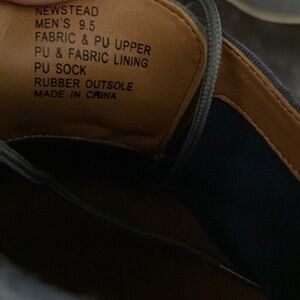 NEWSTEAD
MEN'S 9.5
FABRIC & PU UPPER
PU & FABRIC LINING
PU SOCK
RUBBER OUTSOLE
MADE IN CHINA